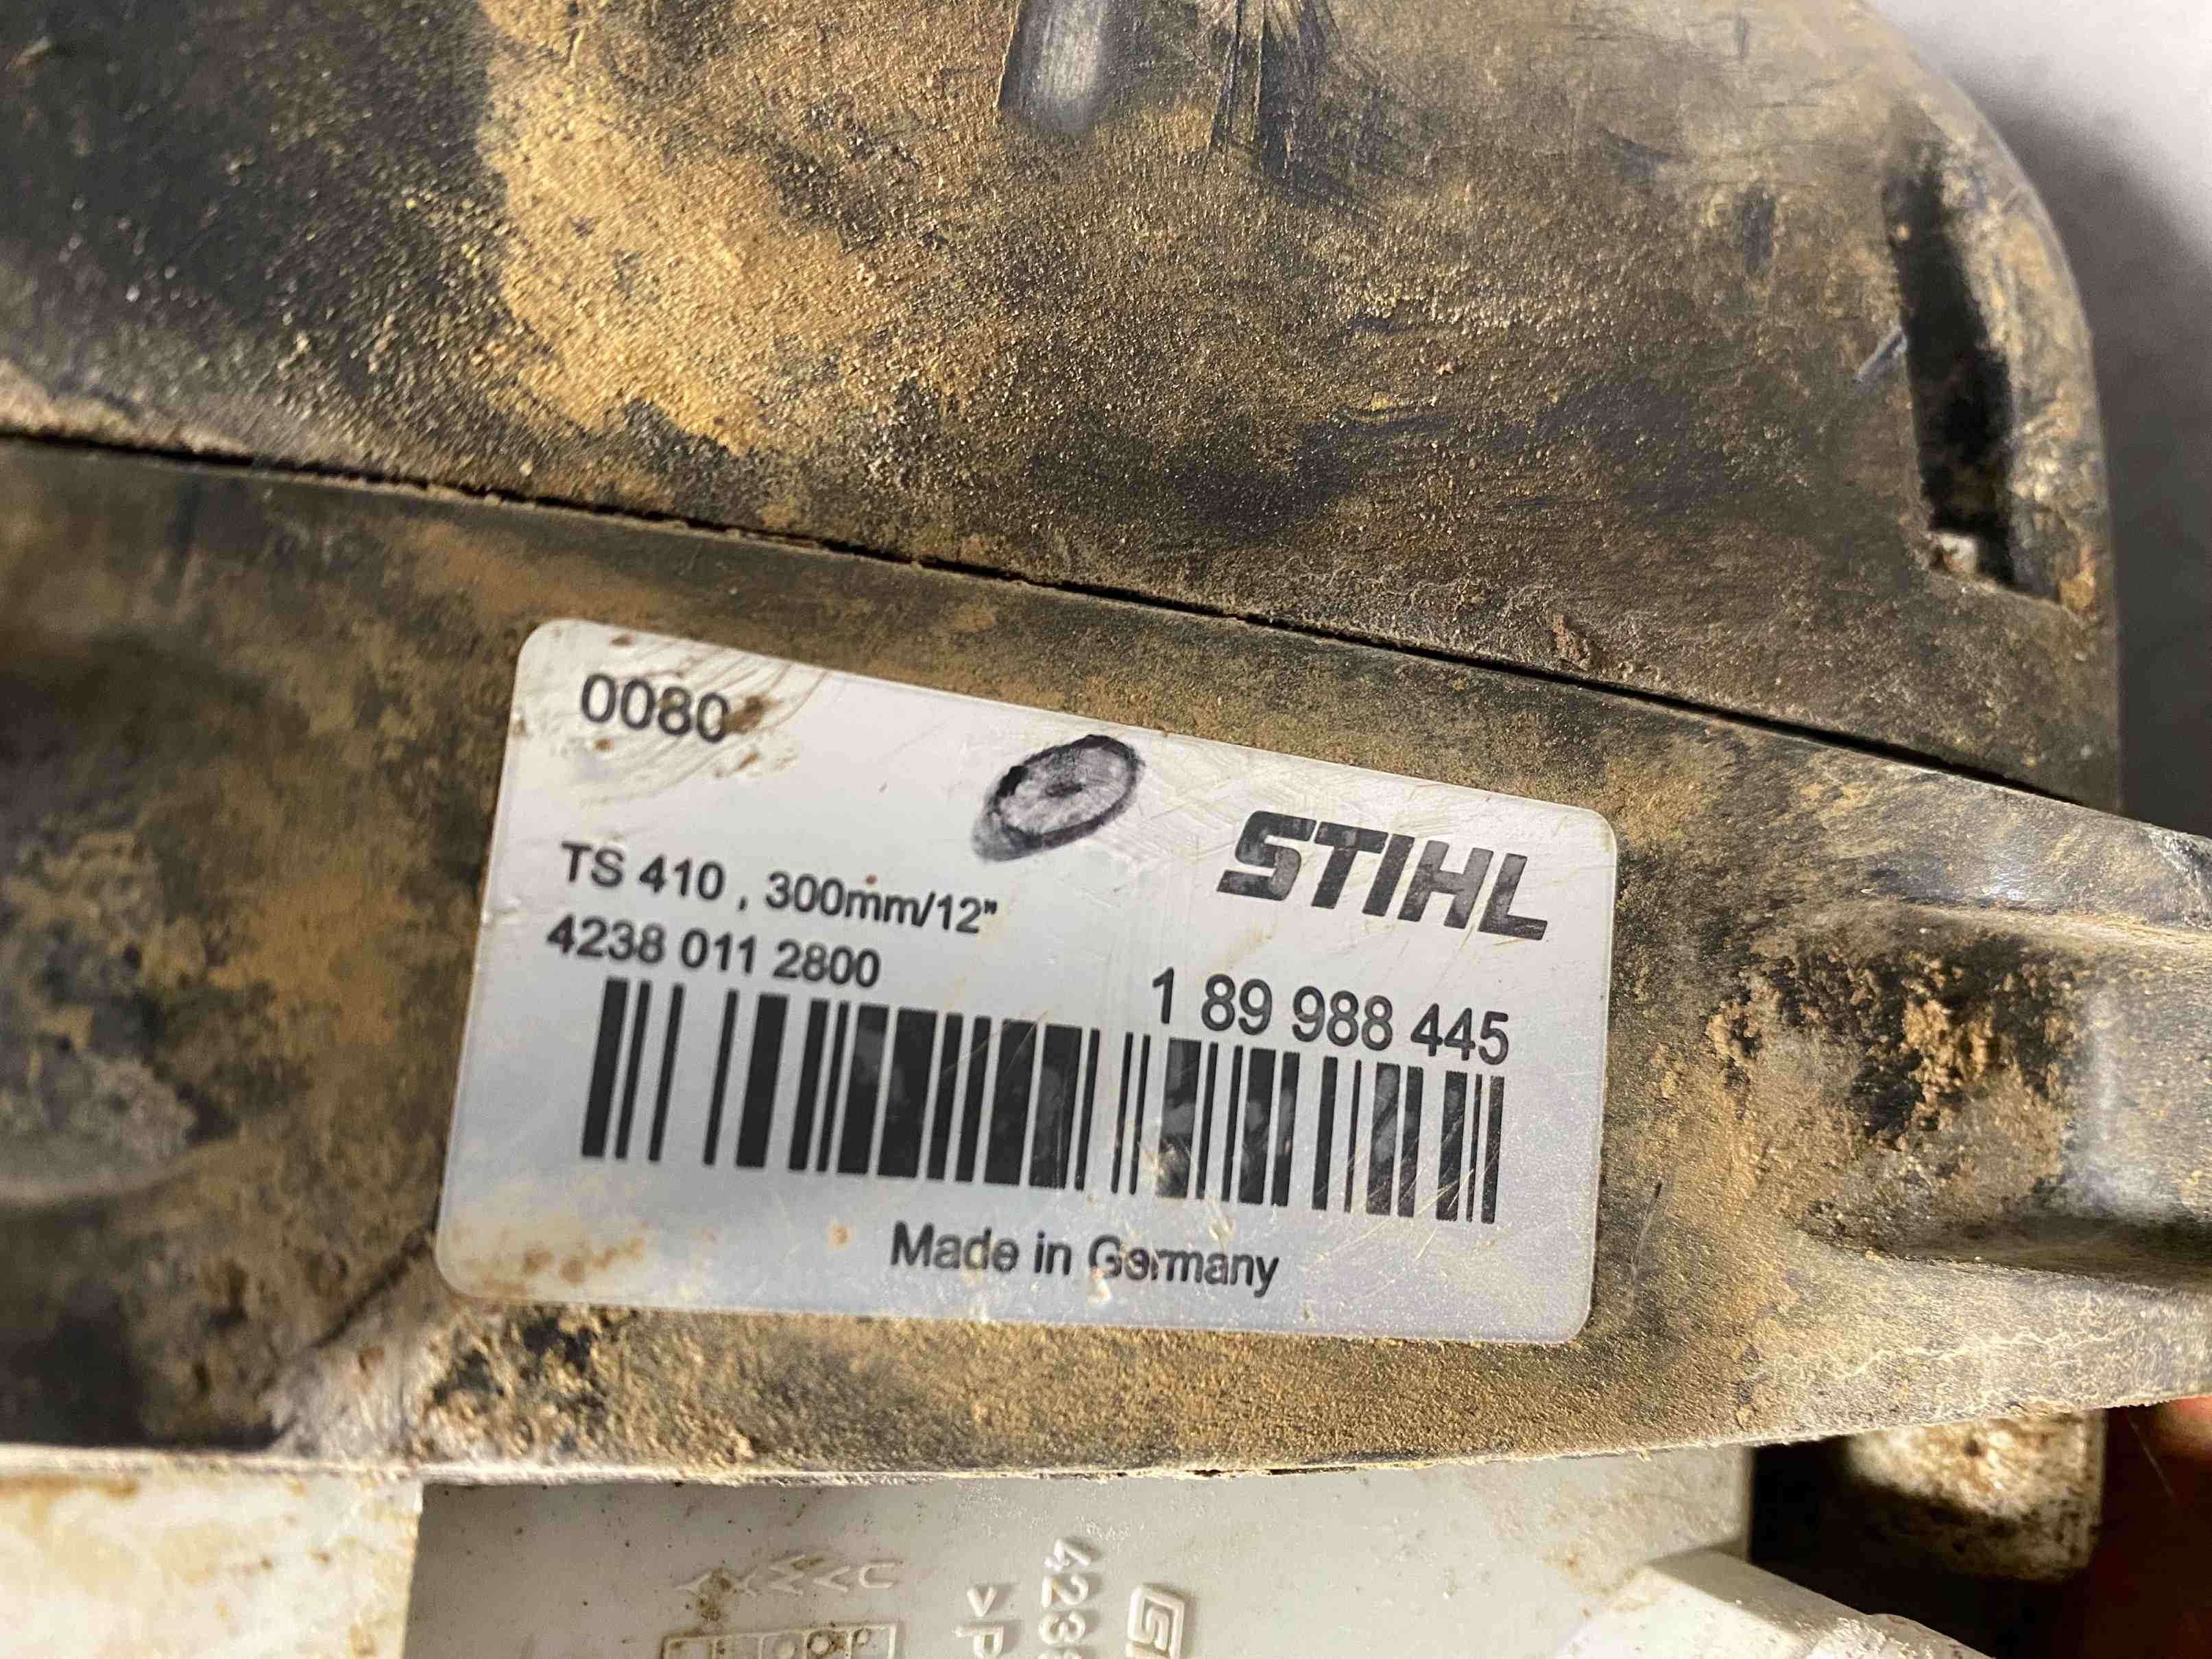 0080
STIHL
TS 410 , 300mm/12"
4238 011 2800
1 89 988 445
Made in Germany